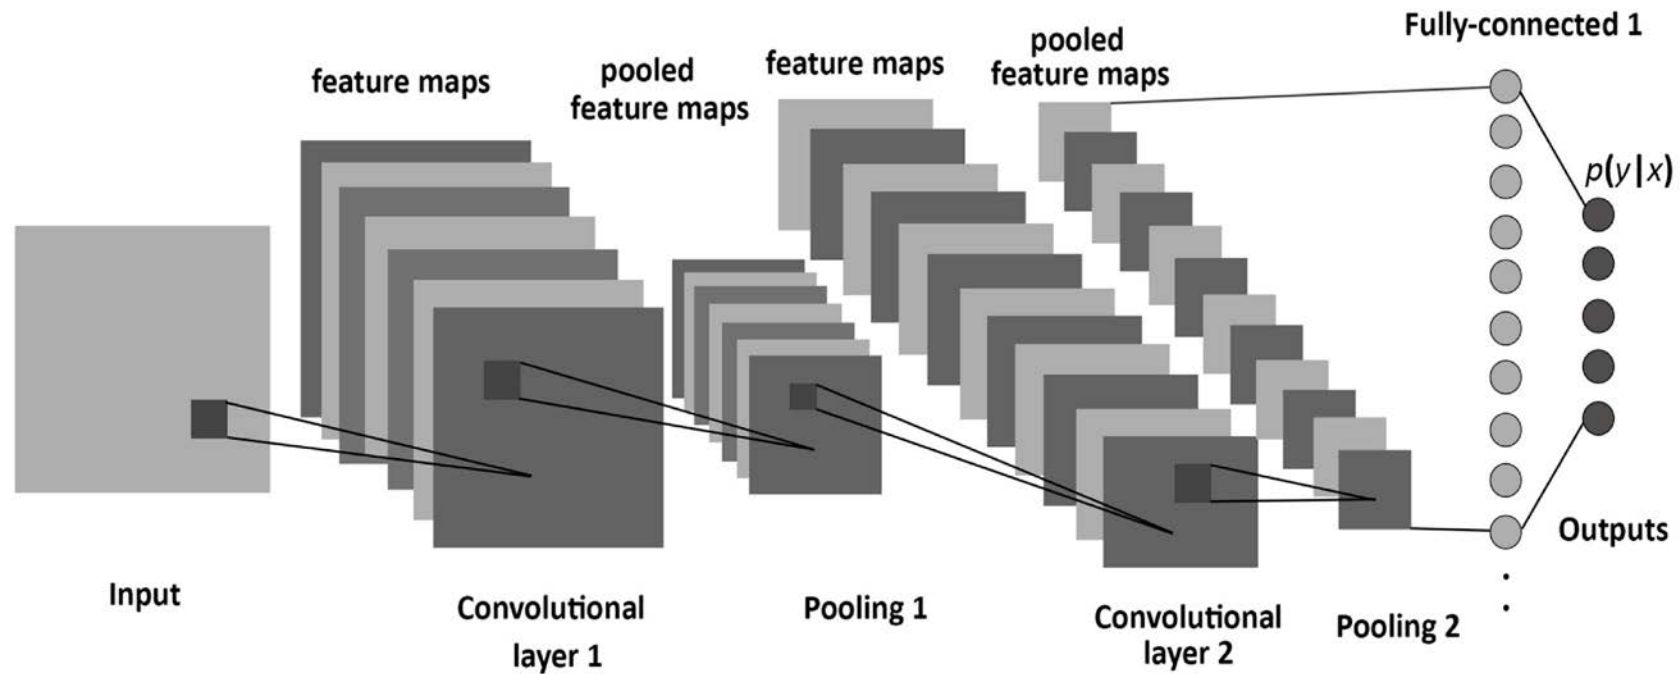 Fully-connected 1
feature maps
pooled
feature maps
feature maps
pooled
feature maps
p(y|x)
Outputs
Input
Convolutional
layer 1
Pooling 1
Convolutional
layer 2
Pooling 2